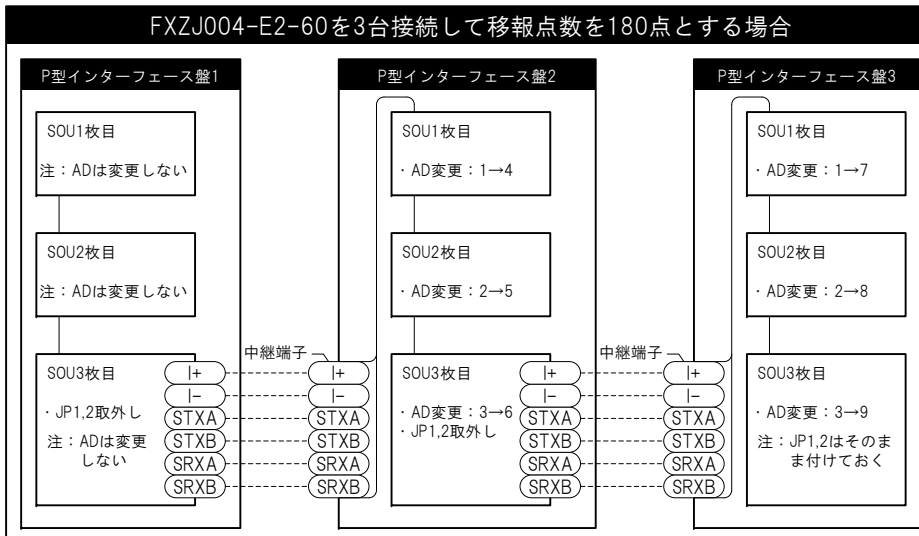 FXZJ004-E2-60を3台接続して移報点数を180点とする場合
P型インターフェース盤1
SOU1枚目
注：ADは変更しない
SOU2枚目
注：ADは変更しない
SOU3枚目
・JP1,2取外し
注：ADは変更
しない
I+
I-
STXA
STXB
SRXA
SRXB
中継端子
I+
I-
STXA
STXB
SRXA
SRXB
P型インターフェース盤2
SOU1枚目
・AD変更：1→4
SOU2枚目
・AD変更：2→5
SOU3枚目
・AD変更：3→6
・JP1,2取外し
I+
I-
STXA
STXB
SRXA
SRXB
中継端子
I+
I-
STXA
STXB
SRXA
SRXB
P型インターフェース盤3
SOU1枚目
・AD変更：1→7
SOU2枚目
・AD変更：2→8
SOU3枚目
・AD変更：3→9
注：JP1,2はそのま
ま付けておく